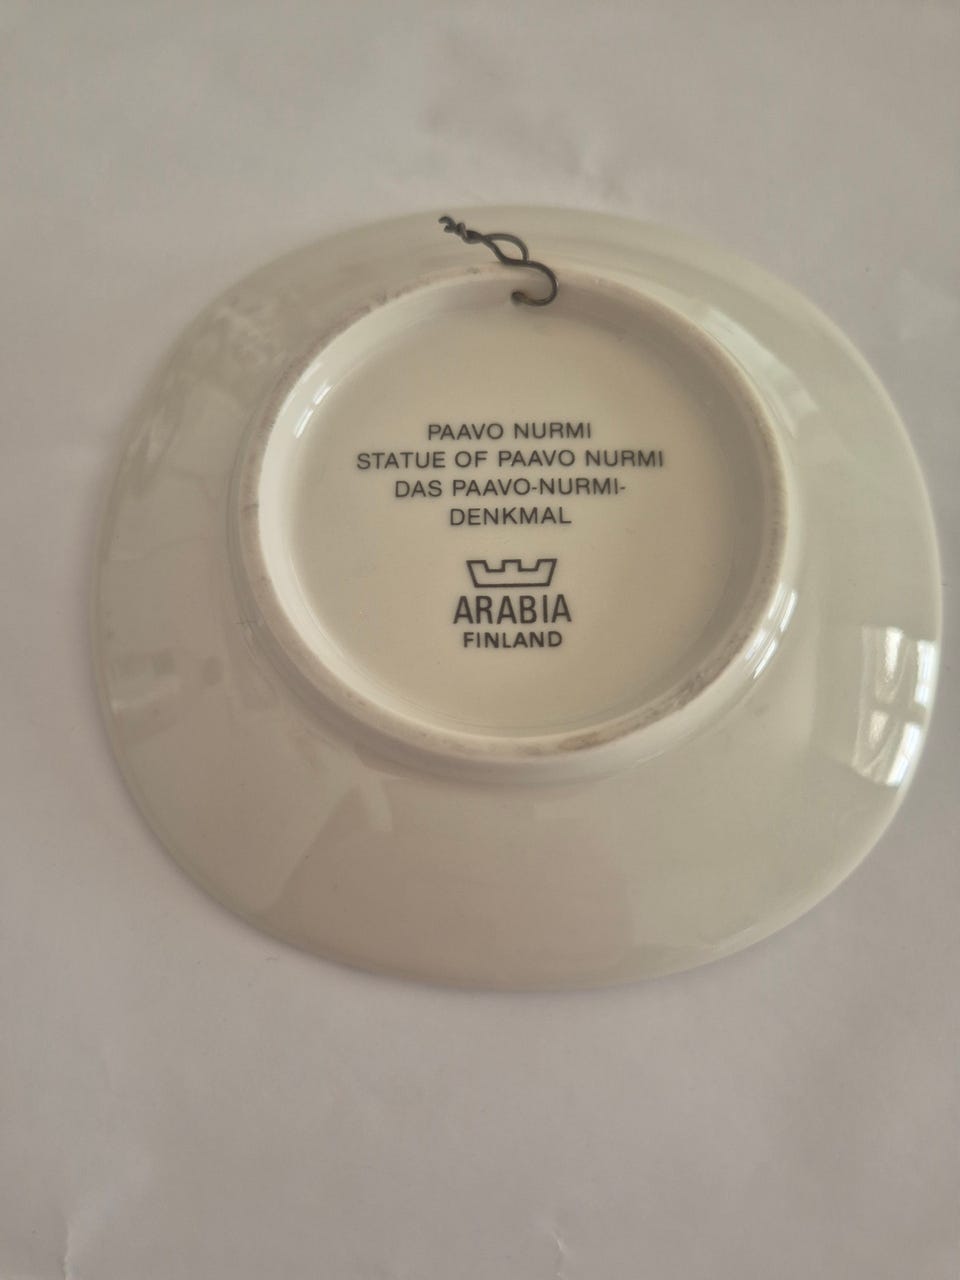 PAAVO NURMI
STATUE OF PAAVO NURMI
DAS PAAVO-NURMI-
DENKMAL
ARABIA
FINLAND